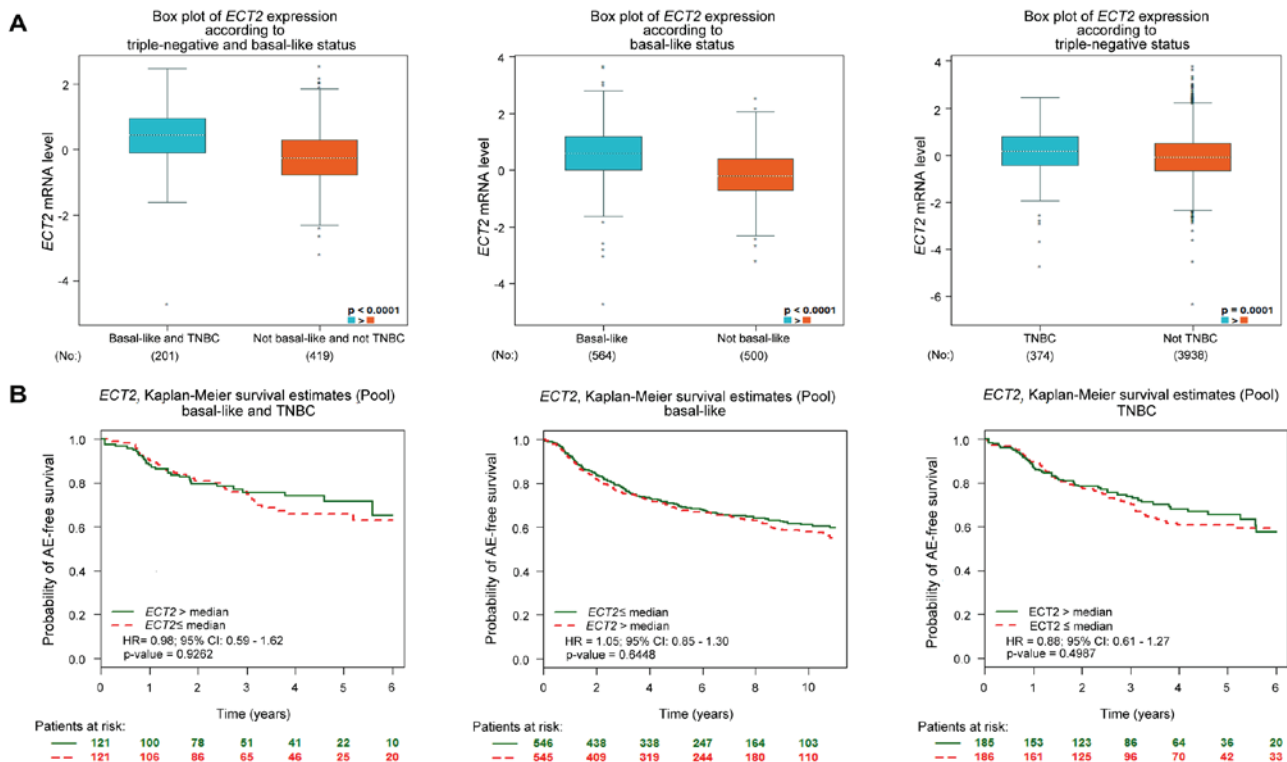 A
Box plot of ECT2 expression
according to
triple-negative and basal-like status
ECT2 mRNA level
2
0
-2
-4
p < 0.0001
>
Basal-like and TNBC
Not basal-like and not TNBC
(No:)
(201)
(419)
Box plot of ECT2 expression
according to
basal-like status
ECT2 mRNA level
4
2
0
-2
-4
p < 0.0001
>
Basal-like
Not basal-like
(No:)
(564)
(500)
Box plot of ECT2 expression
according to
triple-negative status
ECT2 mRNA level
4
2
0
-2
-4
-6
p = 0.0001
>
TNBC
Not TNBC
(No:)
(374)
(3938)
B
ECT2, Kaplan-Meier survival estimates (Pool)
basal-like and TNBC
Probability of AE-free survival
1.0
0.8
0.6
0.4
0.2
0.0
ECT2 > median
ECT2≤ median
HR= 0.98; 95% CI: 0.59 - 1.62
p-value = 0.9262
0 1 2 3 4 5 6
Time (years)
Patients at risk:
121 100 78 51 41 22 10
121 106 86 65 46 25 20
ECT2, Kaplan-Meier survival estimates (Pool)
basal-like
Probability of AE-free survival
1.0
0.8
0.6
0.4
0.2
0.0
ECT2≤ median
ECT2 > median
HR = 1.05; 95% CI: 0.85 - 1.30
p-value = 0.6448
0 2 4 6 8 10
Time (years)
546 438 338 247 164 103
545 409 319 244 180 110
ECT2, Kaplan-Meier survival estimates (Pool)
TNBC
Probability of AE-free survival
1.0
0.8
0.6
0.4
0.2
0.0
ECT2 > median
ECT2 ≤ median
HR = 0.88; 95% CI: 0.61 - 1.27
p-value = 0.4987
0 1 2 3 4 5 6
Time (years)
Patients at risk:
185 153 123 86 64 36 20
186 161 125 96 70 42 33